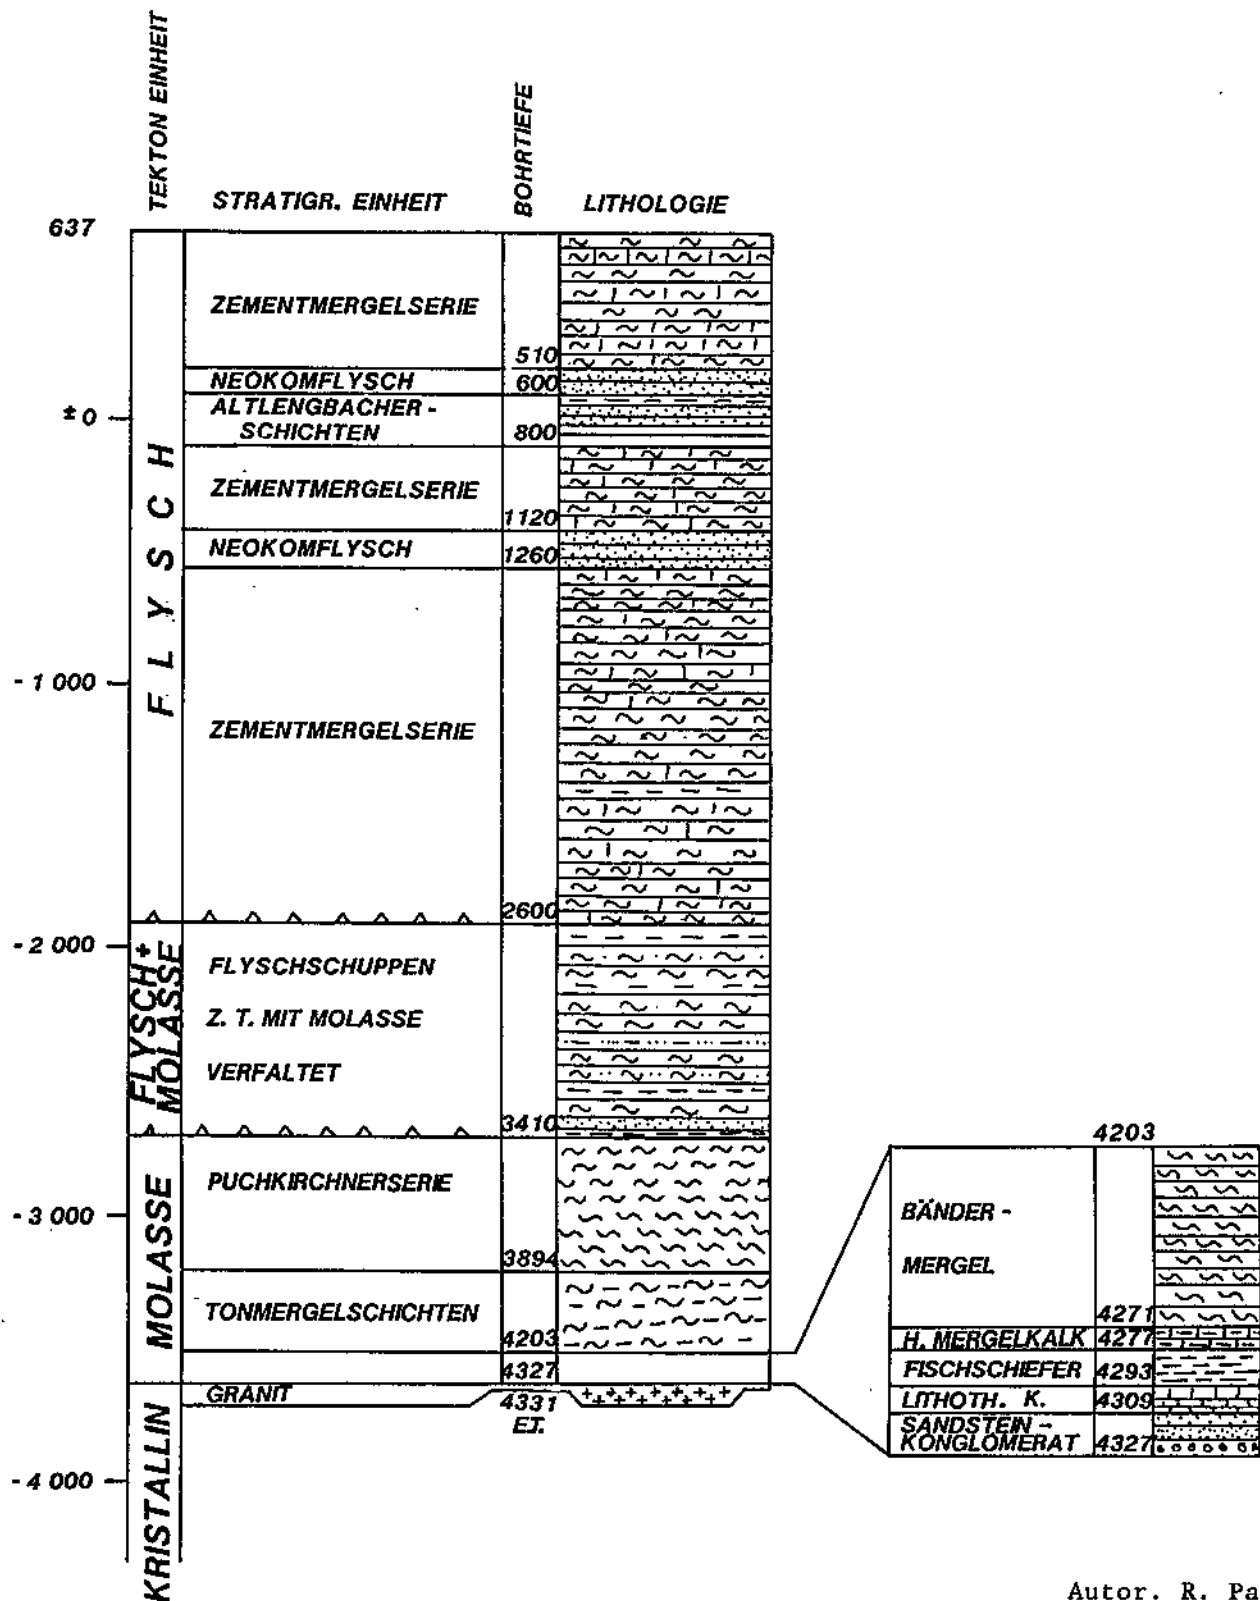 TEKTON EINHEIT
STRATIGR. EINHEIT
BOHRTIEFE
LITHOLOGIE
637
± 0
- 1 000
- 2 000
- 3 000
- 4 000
FLYSCH
FLYSCH +
MOLASSE
MOLASSE
KRISTALLIN
ZEMENTMERGELSERIE
510
NEOKOMFLYSCH
600
ALTLENGBACHER -
SCHICHTEN
800
ZEMENTMERGELSERIE
1120
NEOKOMFLYSCH
1260
ZEMENTMERGELSERIE
2600
FLYSCHSCHUPPEN
Z. T. MIT MOLASSE
VERFALTET
3410
PUCHKIRCHNERSERIE
3894
TONMERGELSCHICHTEN
4203
4327
GRANIT
4331
E.T.
4203
BÄNDER -
MERGEL
4271
H. MERGELKALK 4277
FISCHSCHIEFER 4293
LITHOTH. K. 4309
SANDSTEIN -
KONGLOMERAT 4327
Autor. R. Pa